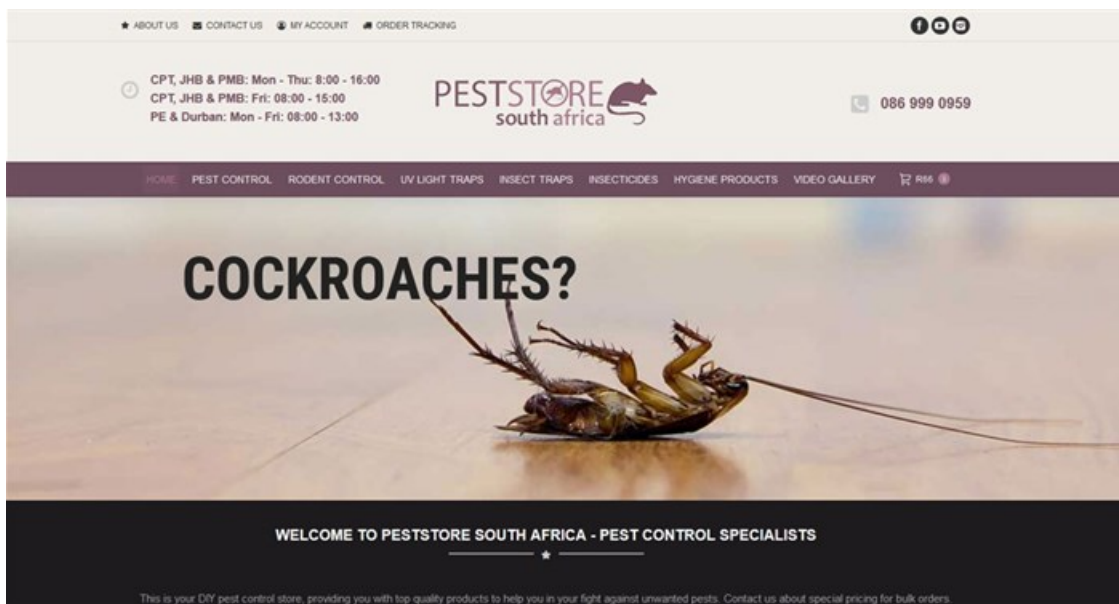 ABOUT US CONTACT US MY ACCOUNT ORDER TRACKING
CPT, JHB & PMB: Mon - Thu: 8:00 - 16:00
CPT, JHB & PMB: Fri: 08:00 - 15:00
PE & Durban: Mon - Fri: 08:00 - 13:00
PESTSTORE
south africa
086 999 0959
HOME PEST CONTROL RODENT CONTROL UV LIGHT TRAPS INSECT TRAPS INSECTICIDES HYGIENE PRODUCTS VIDEO GALLERY R66
COCKROACHES?
WELCOME TO PESTSTORE SOUTH AFRICA - PEST CONTROL SPECIALISTS
This is your DIY pest control store, providing you with top quality products to help you in your fight against unwanted pests. Contact us about special pricing for bulk orders.